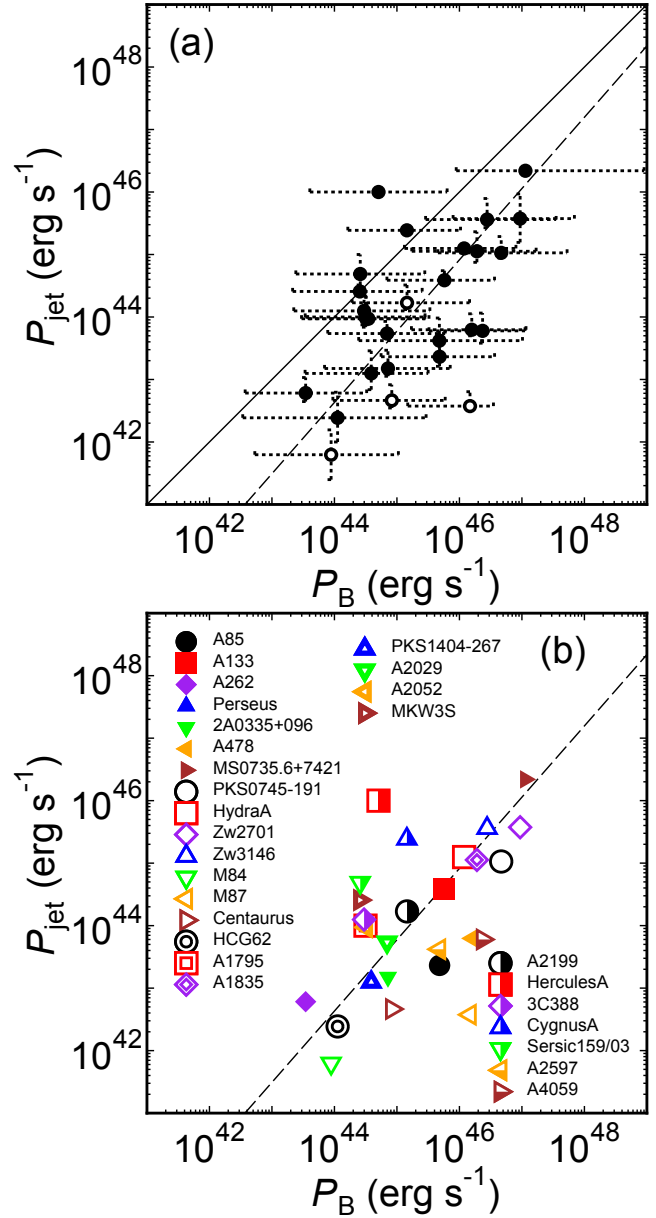 (a)
10^48
10^46
10^44
10^42
P_jet (erg s^-1)
10^42 10^44 10^46 10^48
P_B (erg s^-1)
(b)
A85
A133
A262
Perseus
2A0335+096
A478
MS0735.6+7421
PKS0745-191
HydraA
Zw2701
Zw3146
M84
M87
Centaurus
HCG62
A1795
A1835
PKS1404-267
A2029
A2052
MKW3S
A2199
HerculesA
3C388
CygnusA
Sersic159/03
A2597
A4059
10^48
10^46
10^44
10^42
P_jet (erg s^-1)
10^42 10^44 10^46 10^48
P_B (erg s^-1)